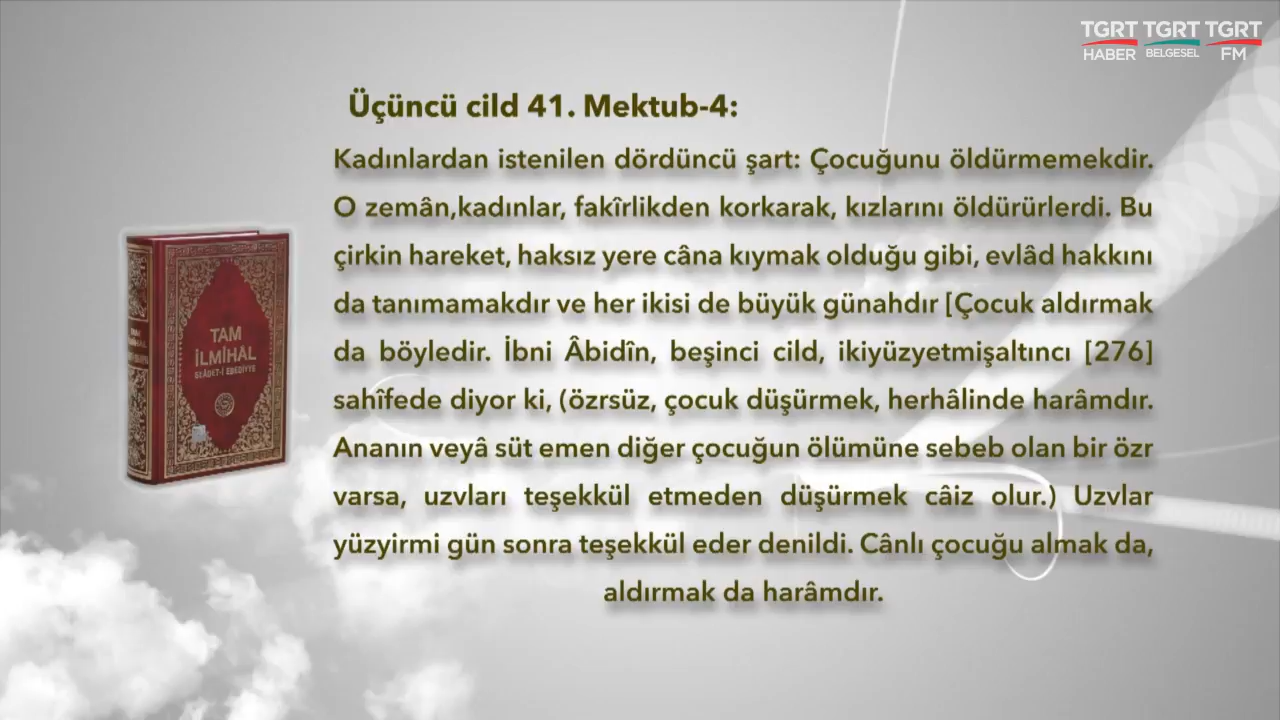 TGRT TGRT TGRT
HABER BELGESEL FM
Üçüncü cild 41. Mektub-4:
Kadınlardan istenilen dördüncü şart: Çocuğunu öldürmemekdir.
O zemân,kadınlar, fakîrlikden korkarak, kızlarını öldürürlerdi. Bu
çirkin hareket, haksız yere câna kıymak olduğu gibi, evlâd hakkını
da tanımamakdır ve her ikisi de büyük günahdır [Çocuk aldırmak
da böyledir. İbni Âbidîn, beşinci cild, ikiyüzyetmişaltıncı [276]
sahîfede diyor ki, (özrsüz, çocuk düşürmek, herhâlinde harâmdır.
Ananın veyâ süt emen diğer çocuğun ölümüne sebeb olan bir özr
varsa, uzvları teşekkül etmeden düşürmek câiz olur.) Uzvlar
yüzyirmi gün sonra teşekkül eder denildi. Cânlı çocuğu almak da,
aldırmak da harâmdır.
TAM
İLMİHÂL
SEÂDET-İ EBEDİYYE